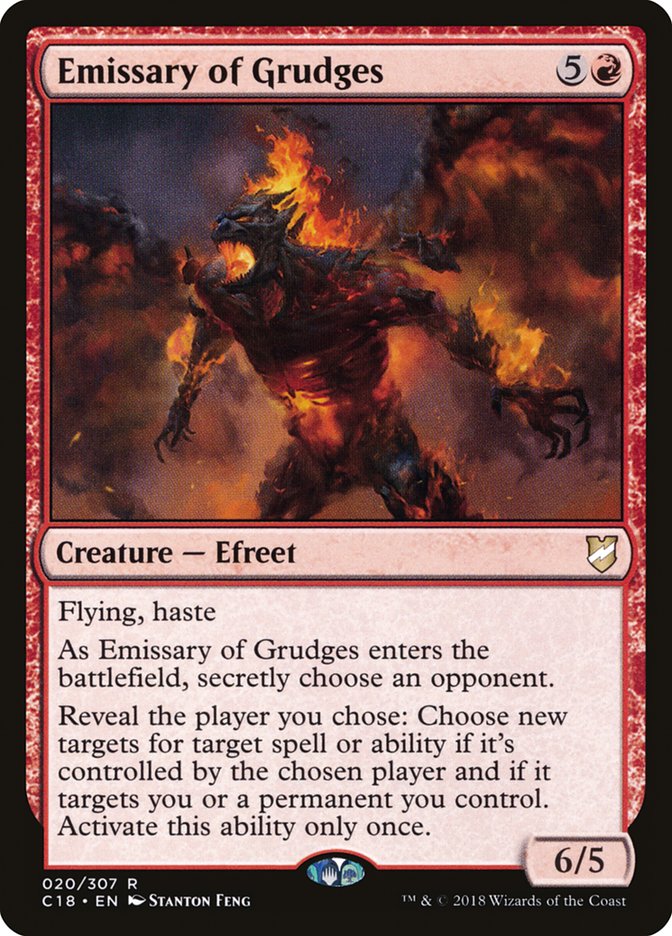 Emissary of Grudges 5
Creature — Efreet
Flying, haste
As Emissary of Grudges enters the
battlefield, secretly choose an opponent.
Reveal the player you chose: Choose new
targets for target spell or ability if it's
controlled by the chosen player and if it
targets you or a permanent you control.
Activate this ability only once.
6/5
020/307 R
C18 • EN Stanton Feng
™ & © 2018 Wizards of the Coast